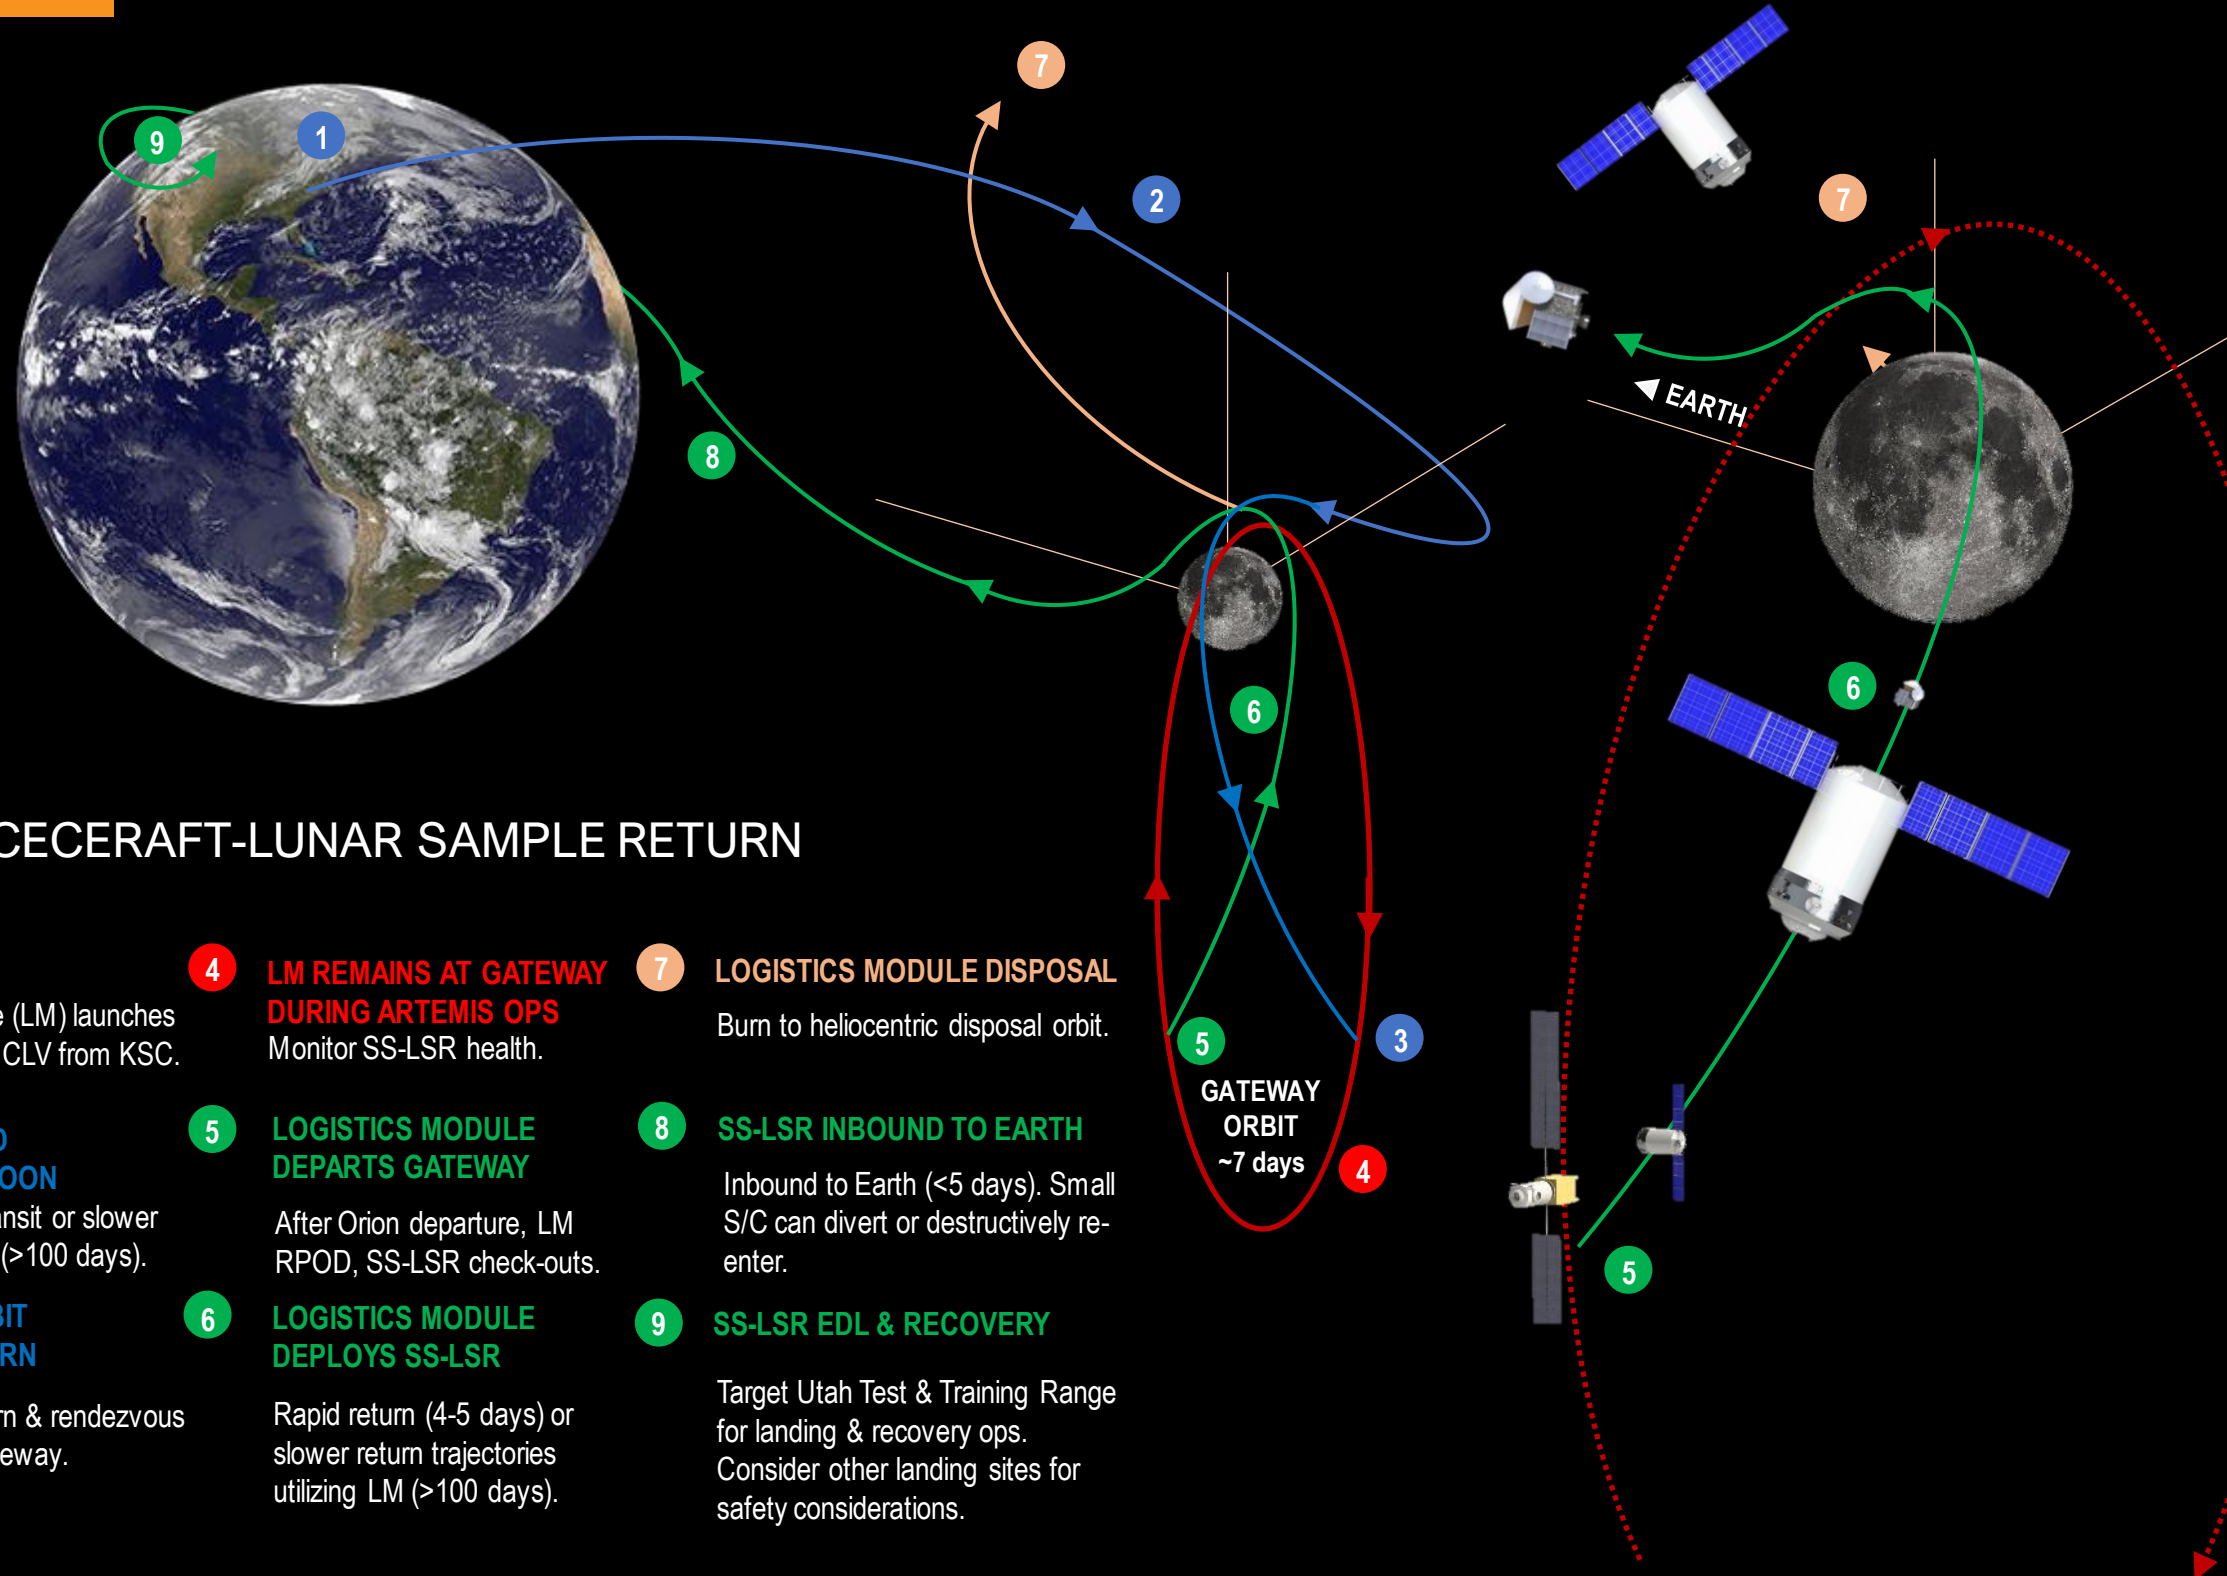 7
9
1
2
7
EARTH
8
6
6
CECERAFT-LUNAR SAMPLE RETURN
(LM) launches
CLV from KSC.
OON
nsit or slower
(>100 days).
BIT
RN
rn & rendezvous
eway.
4
LM REMAINS AT GATEWAY
DURING ARTEMIS OPS
Monitor SS-LSR health.
5
LOGISTICS MODULE
DEPARTS GATEWAY
After Orion departure, LM
RPOD, SS-LSR check-outs.
6
LOGISTICS MODULE
DEPLOYS SS-LSR
Rapid return (4-5 days) or
slower return trajectories
utilizing LM (>100 days).
7
LOGISTICS MODULE DISPOSAL
Burn to heliocentric disposal orbit.
8
SS-LSR INBOUND TO EARTH
Inbound to Earth (<5 days). Small
S/C can divert or destructively re-
enter.
9
SS-LSR EDL & RECOVERY
Target Utah Test & Training Range
for landing & recovery ops.
Consider other landing sites for
safety considerations.
5
3
GATEWAY
ORBIT
~7 days
4
5